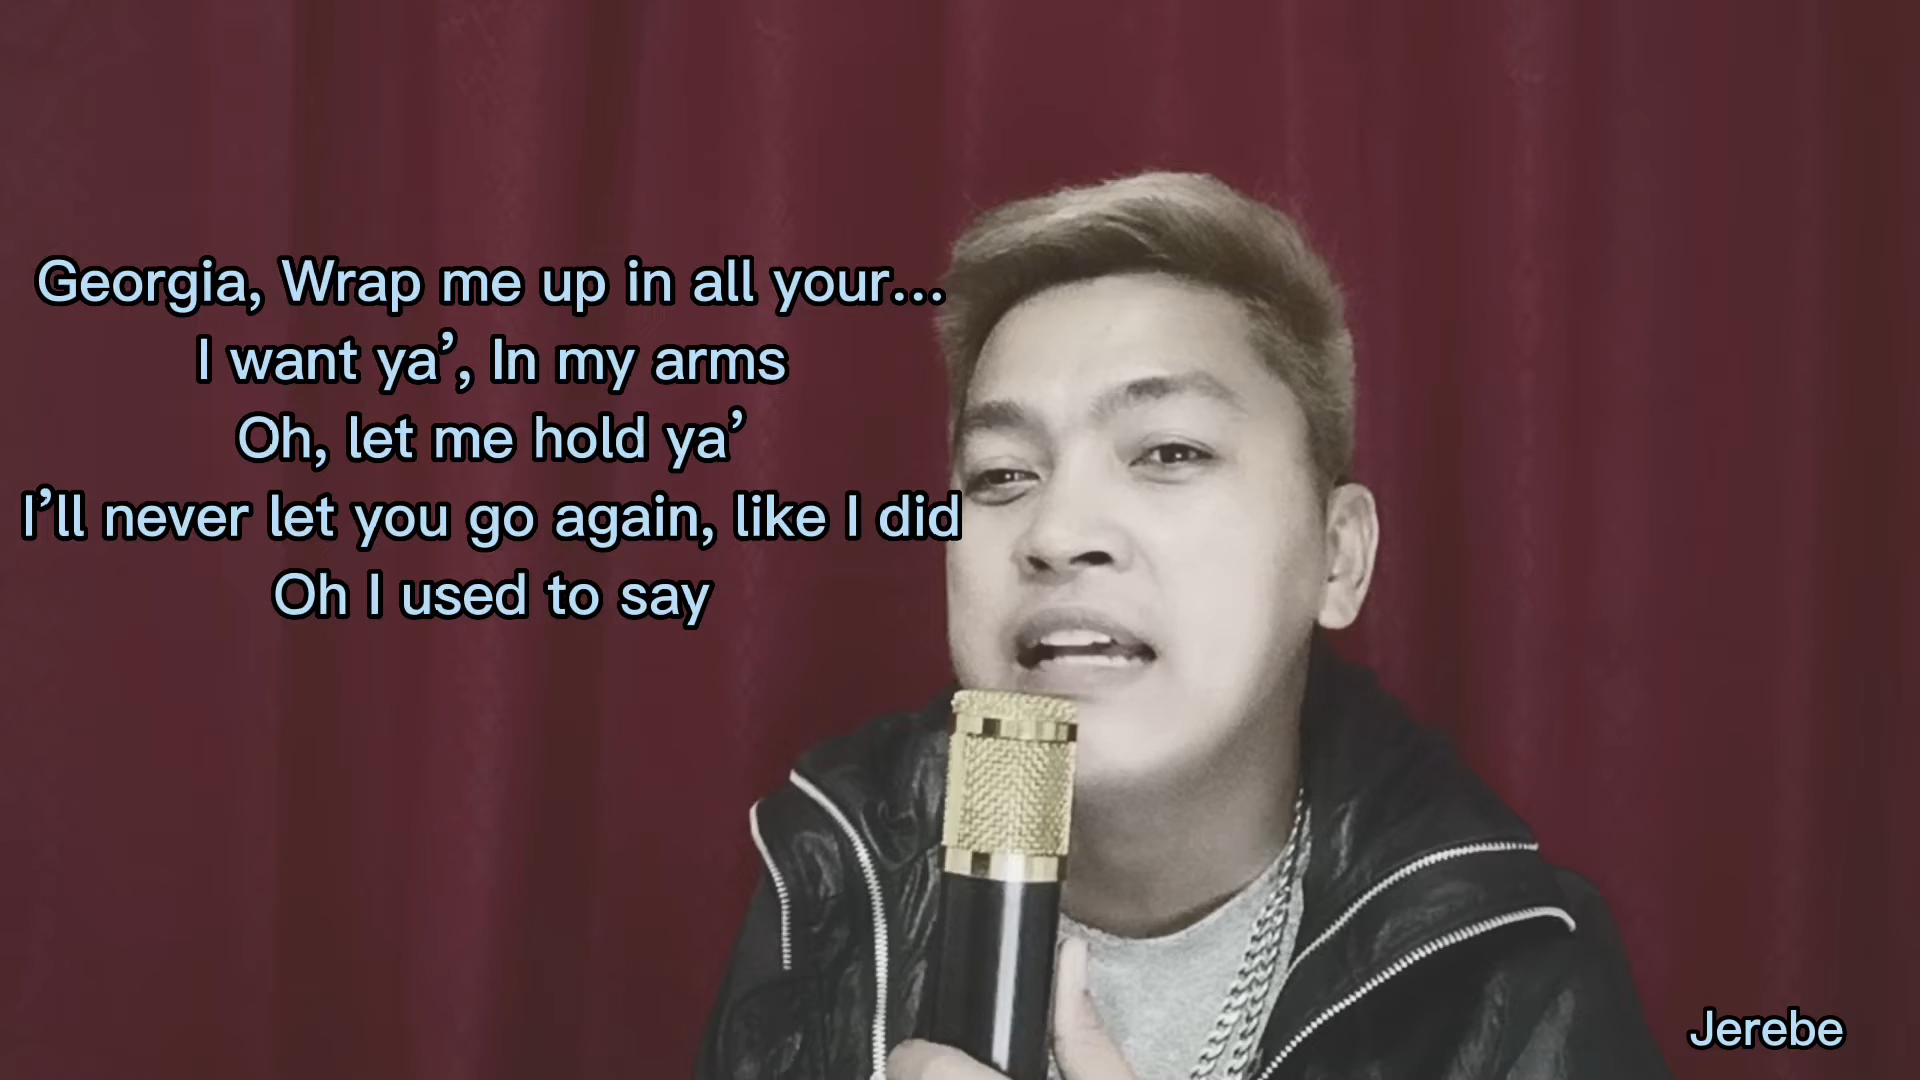 Georgia, Wrap me up in all your...
I want ya’, In my arms
Oh, let me hold ya’
I’ll never let you go again, like I did
Oh I used to say
Jerebe